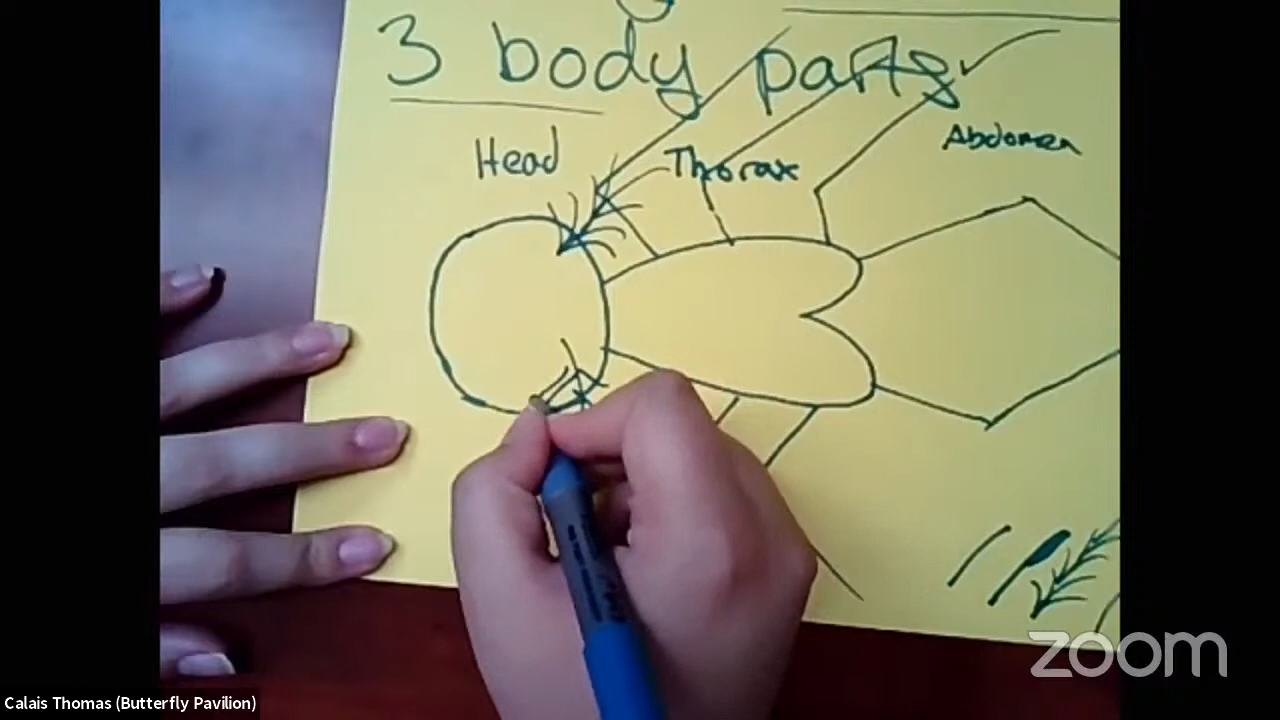 3 body parts
Head Thorax Abdomen
zoom
Calais Thomas (Butterfly Pavilion)